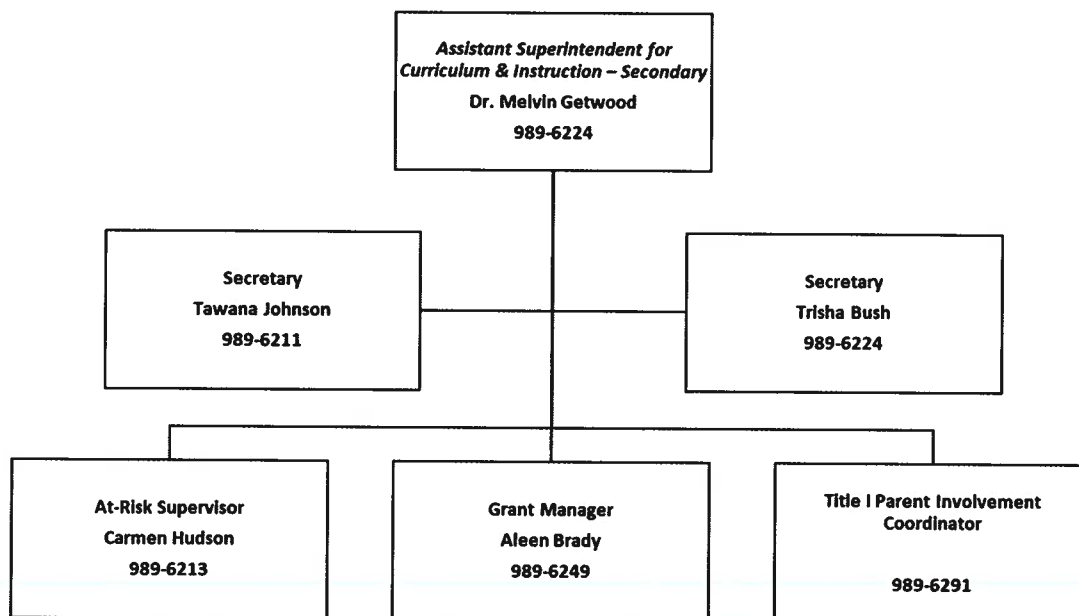 Assistant Superintendent for
Curriculum & Instruction – Secondary
Dr. Melvin Getwood
989-6224
Secretary
Tawana Johnson
989-6211
Secretary
Trisha Bush
989-6224
At-Risk Supervisor
Carmen Hudson
989-6213
Grant Manager
Aleen Brady
989-6249
Title I Parent Involvement
Coordinator
989-6291